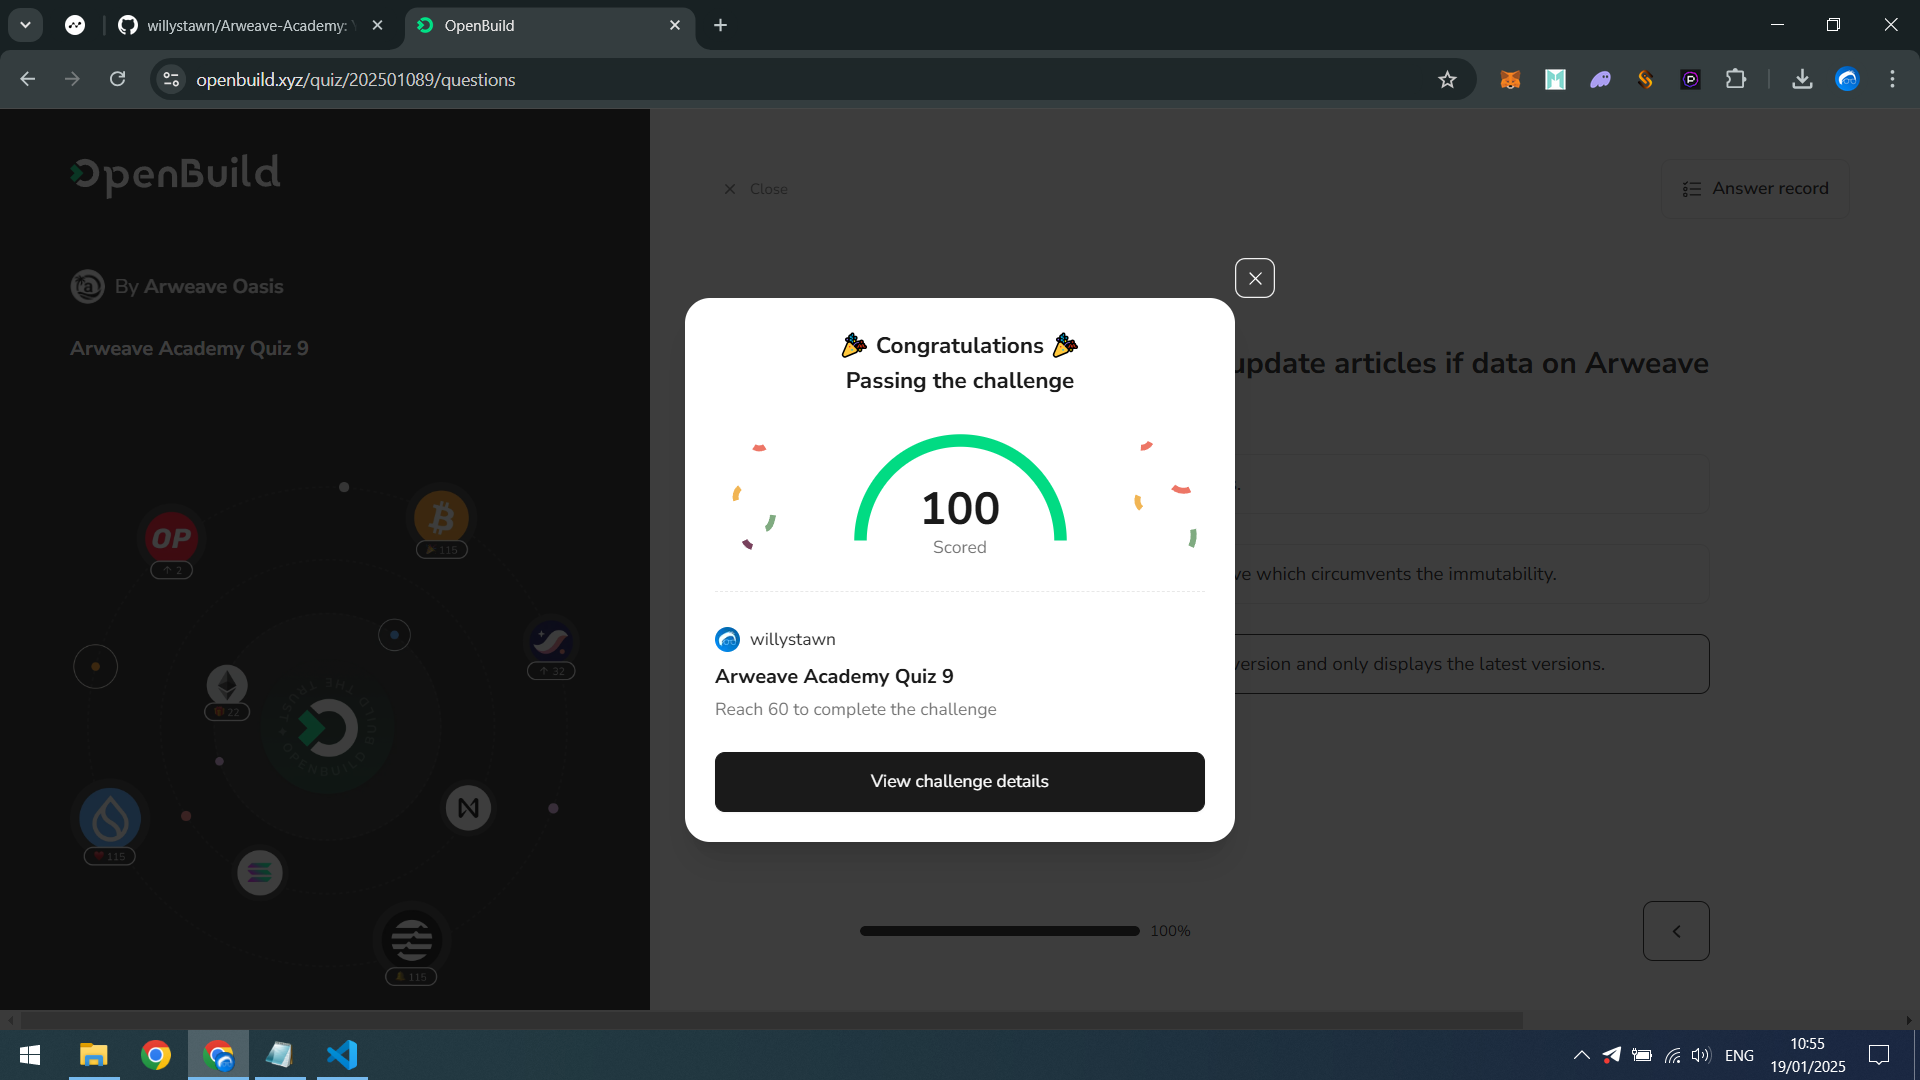 willystawn/Arweave-Academy:
OpenBuild
openbuild.xyz/quiz/202501089/questions
OpenBuild
Close
Answer record
By Arweave Oasis
Arweave Academy Quiz 9
update articles if data on Arweave
which circumvents the immutability.
version and only displays the latest versions.
🎉 Congratulations 🎉
Passing the challenge
100
Scored
willystawn
Arweave Academy Quiz 9
Reach 60 to complete the challenge
View challenge details
OP
↑ 2
115
↑ 32
22
115
115
100%
ENG
10:55
19/01/2025